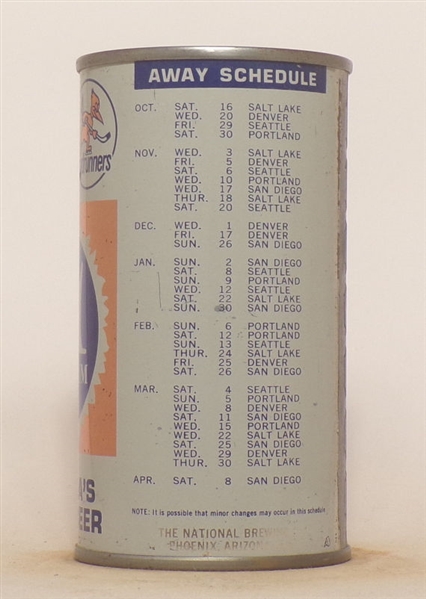 AWAY SCHEDULE
OCT. SAT. 16 SALT LAKE
WED. 20 DENVER
FRI. 29 SEATTLE
SAT. 30 PORTLAND
NOV. WED. 3 SALT LAKE
FRI. 5 DENVER
SAT. 6 SEATTLE
WED. 10 PORTLAND
WED. 17 SAN DIEGO
THUR. 18 SALT LAKE
SAT. 20 SEATTLE
DEC. WED. 1 DENVER
FRI. 17 DENVER
SUN. 26 SAN DIEGO
JAN. SUN. 2 SAN DIEGO
SAT. 8 SEATTLE
SUN. 9 PORTLAND
WED. 12 SEATTLE
SAT. 22 SALT LAKE
SUN. 30 SAN DIEGO
FEB. SUN. 6 PORTLAND
SAT. 12 PORTLAND
SUN. 13 SEATTLE
THUR. 24 SALT LAKE
FRI. 25 DENVER
SAT. 26 SAN DIEGO
MAR. SAT. 4 SEATTLE
SUN. 5 PORTLAND
WED. 8 DENVER
SAT. 11 SAN DIEGO
WED. 15 PORTLAND
WED. 22 SALT LAKE
SAT. 25 SAN DIEGO
WED. 29 DENVER
THUR. 30 SALT LAKE
APR. SAT. 8 SAN DIEGO
NOTE: It is possible that minor changes may occur in this schedule
THE NATIONAL BREW
PHOENIX, ARIZON
runners
A'S
EER